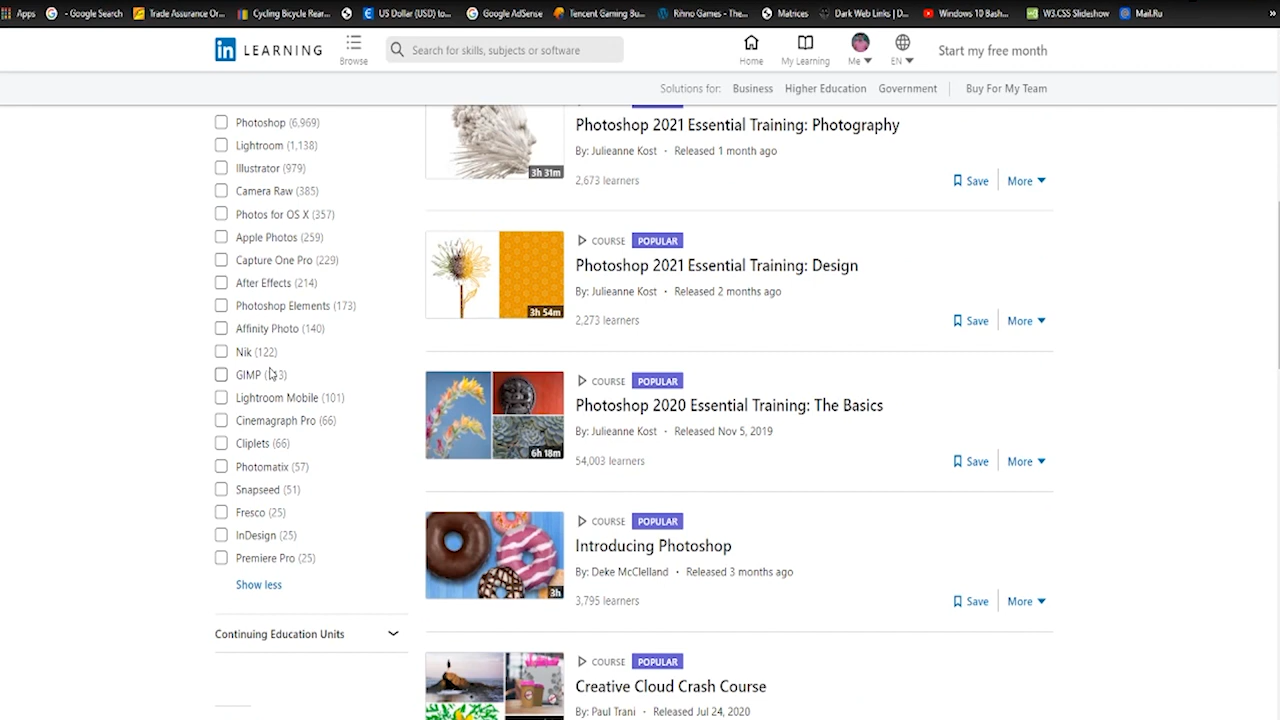 Apps
- Google Search
Trade Assurance Or...
Cycling Bicycle Rear...
US Dollar (USD) to...
Google AdSense
Tencent Gaming Bu...
Rihno Games - The...
Matrices
Dark Web Links | D...
Windows 10 Bash...
W3.CSS Slideshow
Mail.Ru
»
in LEARNING
Browse
Search for skills, subjects or software
Home
My Learning
Me
EN
Start my free month
Solutions for:
Business
Higher Education
Government
Buy For My Team
Photoshop (6,969)
Lightroom (1,138)
Illustrator (979)
Camera Raw (385)
Photos for OS X (357)
Apple Photos (259)
Capture One Pro (229)
After Effects (214)
Photoshop Elements (173)
Affinity Photo (140)
Nik (122)
GIMP
Lightroom Mobile (101)
Cinemagraph Pro (66)
Cliplets (66)
Photomatix (57)
Snapseed (51)
Fresco (25)
InDesign (25)
Premiere Pro (25)
Show less
Continuing Education Units
3h 31m
Photoshop 2021 Essential Training: Photography
By: Julieanne Kost • Released 1 month ago
2,673 learners
Save
More
COURSE POPULAR
3h 54m
Photoshop 2021 Essential Training: Design
By: Julieanne Kost • Released 2 months ago
2,273 learners
Save
More
COURSE POPULAR
6h 18m
Photoshop 2020 Essential Training: The Basics
By: Julieanne Kost • Released Nov 5, 2019
54,003 learners
Save
More
COURSE POPULAR
3h
Introducing Photoshop
By: Deke McClelland • Released 3 months ago
3,795 learners
Save
More
COURSE POPULAR
Creative Cloud Crash Course
By: Paul Trani • Released Jul 24, 2020